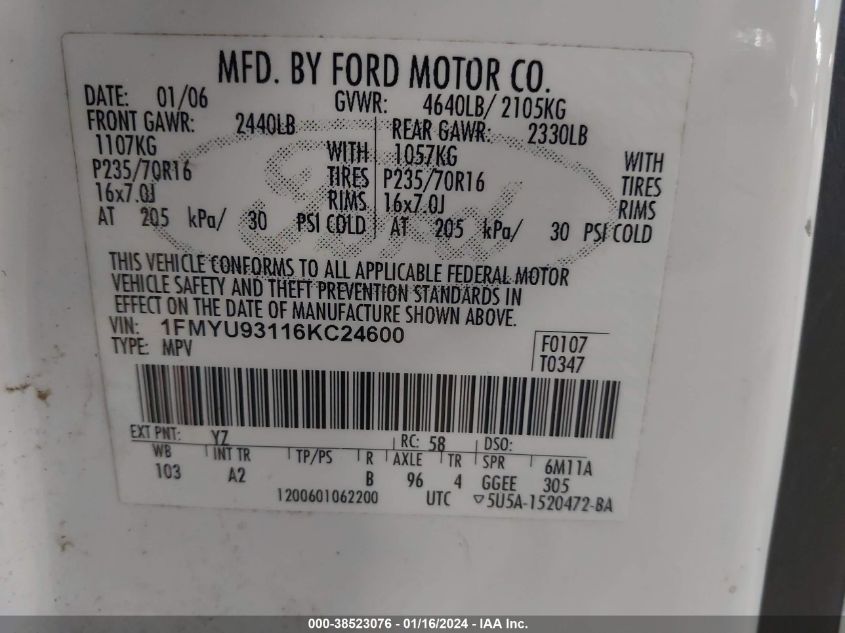 MFD. BY FORD MOTOR CO.
DATE: 01/06 GVWR: 4640LB/ 2105KG
FRONT GAWR: 2440LB REAR GAWR: 2330LB
1107KG WITH 1057KG WITH
P235/70R16 TIRES P235/70R16 TIRES
16x7.0J RIMS 16x7.0J RIMS
AT 205 kPa/ 30 PSI COLD AT 205 kPa/ 30 PSI COLD
Ford
THIS VEHICLE CONFORMS TO ALL APPLICABLE FEDERAL MOTOR
VEHICLE SAFETY AND THEFT PREVENTION STANDARDS IN
EFFECT ON THE DATE OF MANUFACTURE SHOWN ABOVE.
VIN: 1FMYU93116KC24600 F0107
TYPE: MPV T0347
EXT PNT: YZ RC: 58 DSO:
WB INT TR TP/PS R AXLE TR SPR 6M11A
103 A2 B 96 4 GGEE 305
1200601062200 UTC ▽5U5A-1520472-BA
000-38523076 - 01/16/2024 - IAA Inc.